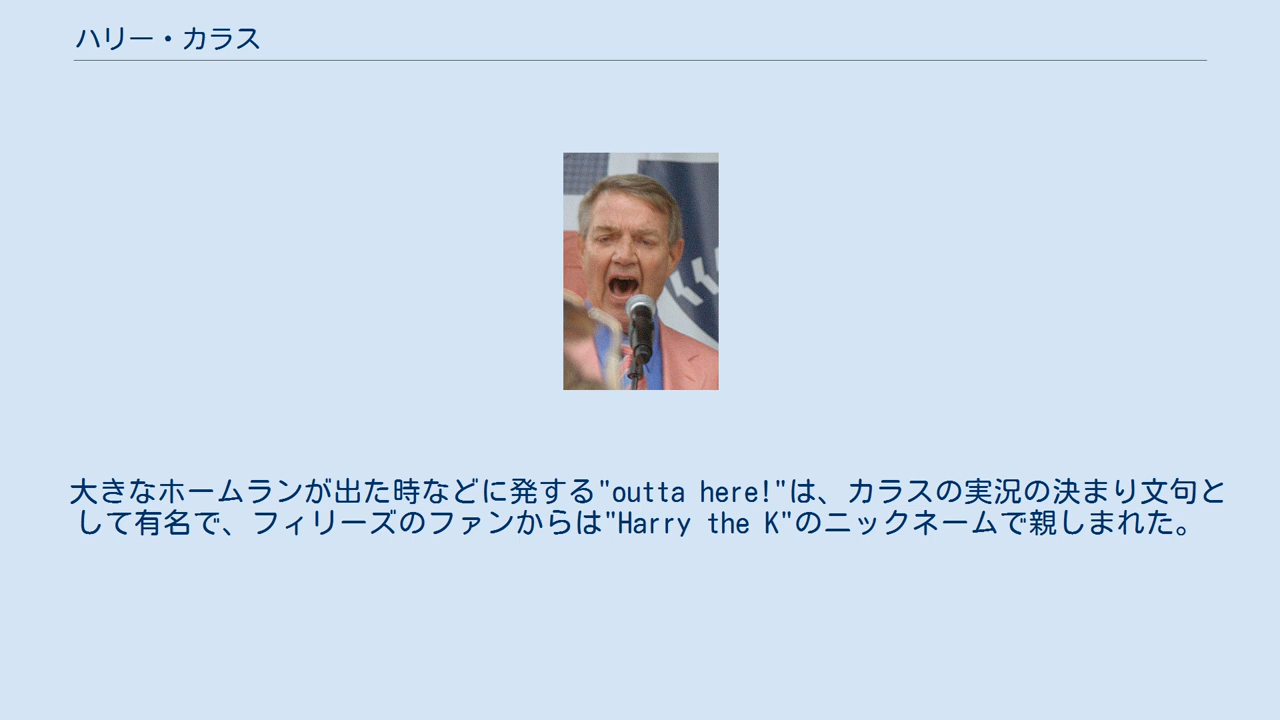 ハリー・カラス
大きなホームランが出た時などに発する"outta here!"は、カラスの実況の決まり文句と
して有名で、フィリーズのファンからは"Harry the K"のニックネームで親しまれた。